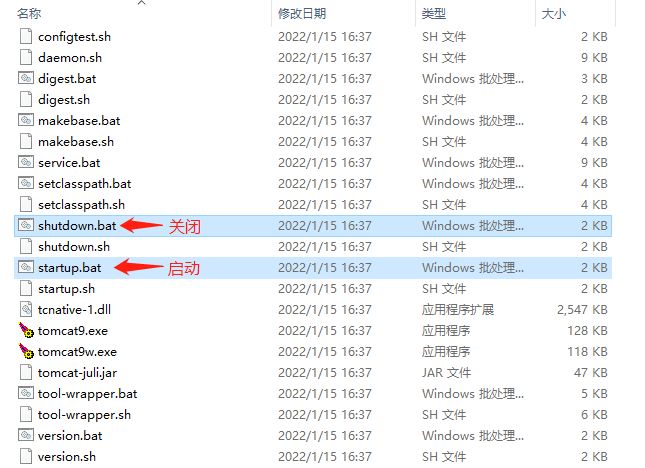 名称 修改日期 类型 大小
configtest.sh 2022/1/15 16:37 SH 文件 2 KB
daemon.sh 2022/1/15 16:37 SH 文件 9 KB
digest.bat 2022/1/15 16:37 Windows 批处理... 3 KB
digest.sh 2022/1/15 16:37 SH 文件 2 KB
makebase.bat 2022/1/15 16:37 Windows 批处理... 4 KB
makebase.sh 2022/1/15 16:37 SH 文件 4 KB
service.bat 2022/1/15 16:37 Windows 批处理... 9 KB
setclasspath.bat 2022/1/15 16:37 Windows 批处理... 4 KB
setclasspath.sh 2022/1/15 16:37 SH 文件 4 KB
shutdown.bat 关闭 2022/1/15 16:37 Windows 批处理... 2 KB
shutdown.sh 2022/1/15 16:37 SH 文件 2 KB
startup.bat 启动 2022/1/15 16:37 Windows 批处理... 2 KB
startup.sh 2022/1/15 16:37 SH 文件 2 KB
tcnative-1.dll 2022/1/15 16:37 应用程序扩展 2,547 KB
tomcat9.exe 2022/1/15 16:37 应用程序 128 KB
tomcat9w.exe 2022/1/15 16:37 应用程序 118 KB
tomcat-juli.jar 2022/1/15 16:37 JAR 文件 47 KB
tool-wrapper.bat 2022/1/15 16:37 Windows 批处理... 5 KB
tool-wrapper.sh 2022/1/15 16:37 SH 文件 6 KB
version.bat 2022/1/15 16:37 Windows 批处理... 2 KB
version.sh 2022/1/15 16:37 SH 文件 2 KB